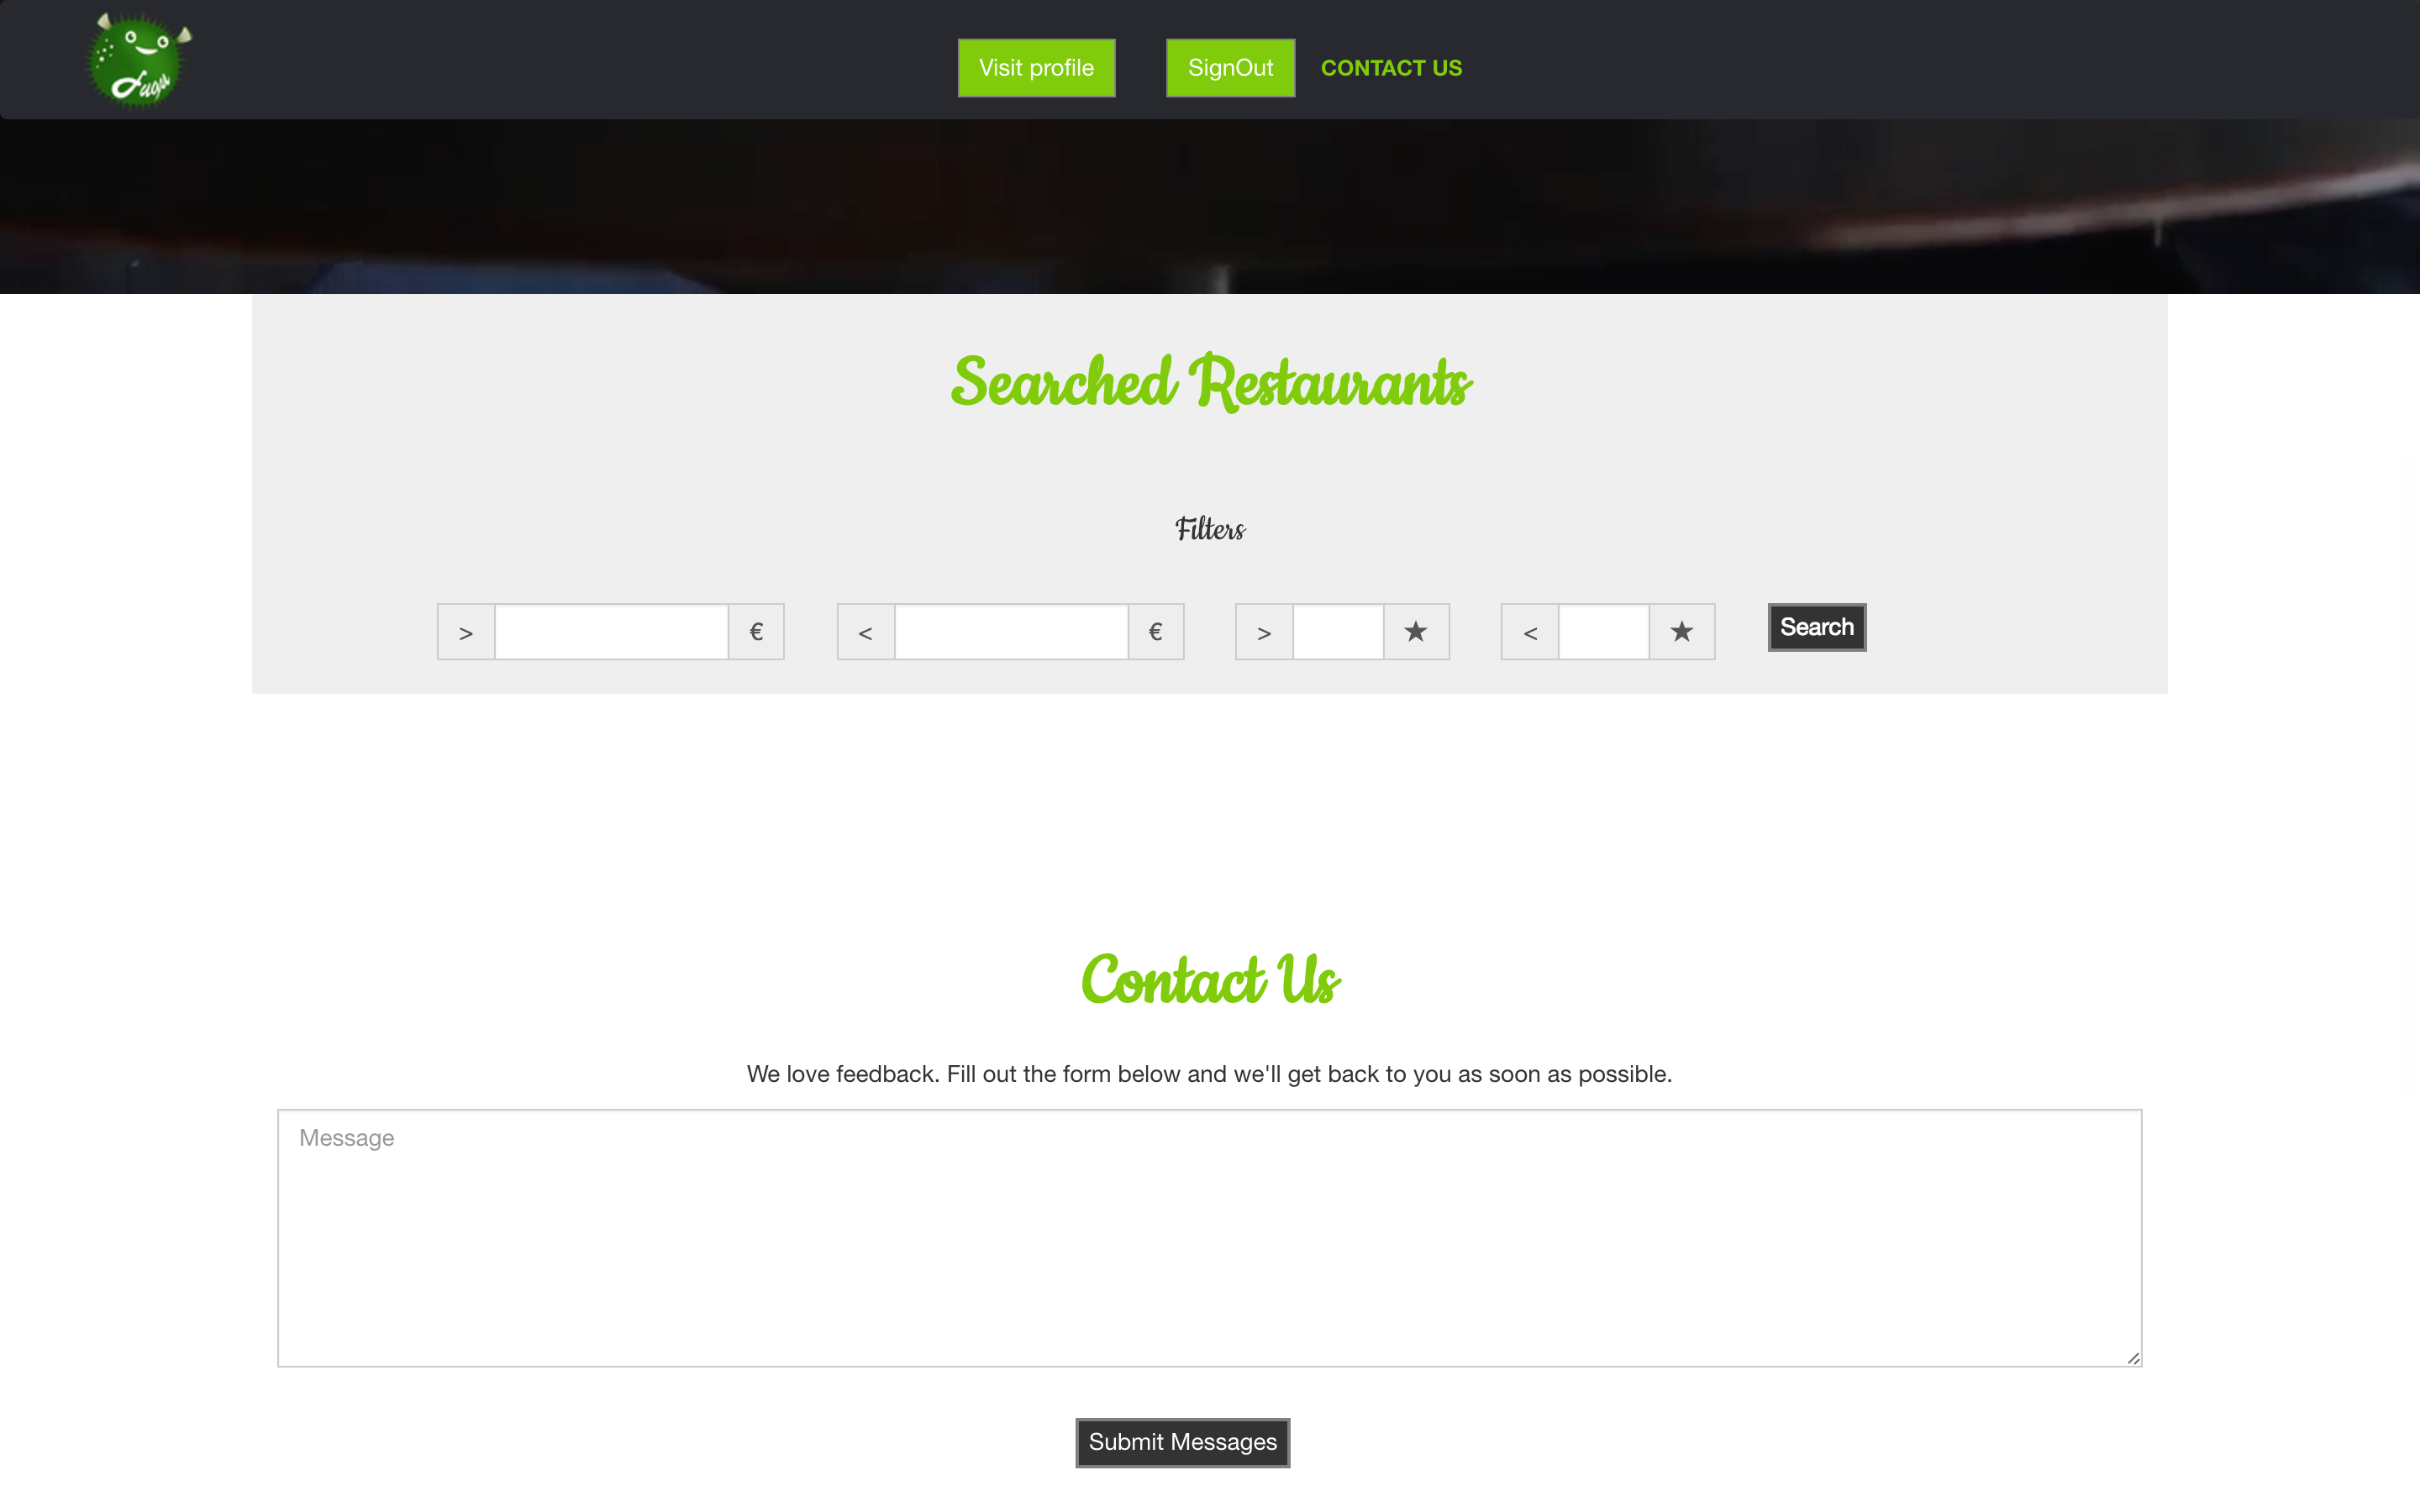 Visit profile SignOut CONTACT US
Searched Restaurants
Filters
> € < € > ★ < ★ Search
Contact Us
We love feedback. Fill out the form below and we'll get back to you as soon as possible.
Message
Submit Messages